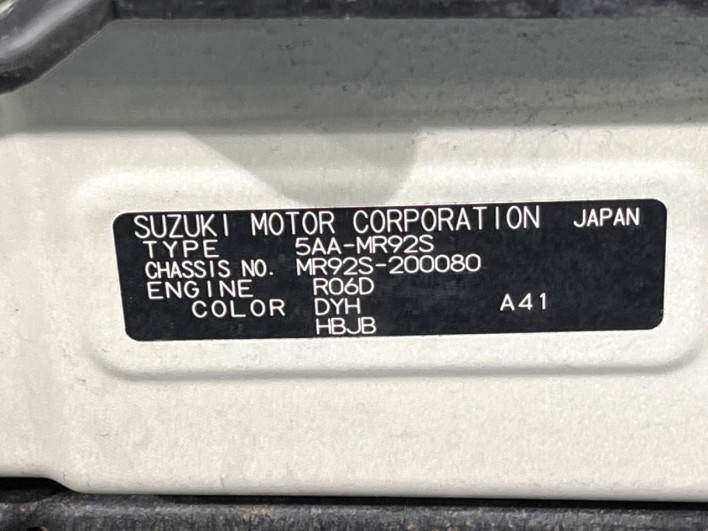 SUZUKI MOTOR CORPORATION JAPAN
TYPE 5AA-MR92S
CHASSIS NO. MR92S-200080
ENGINE R06D
COLOR DYH A41
HBJB